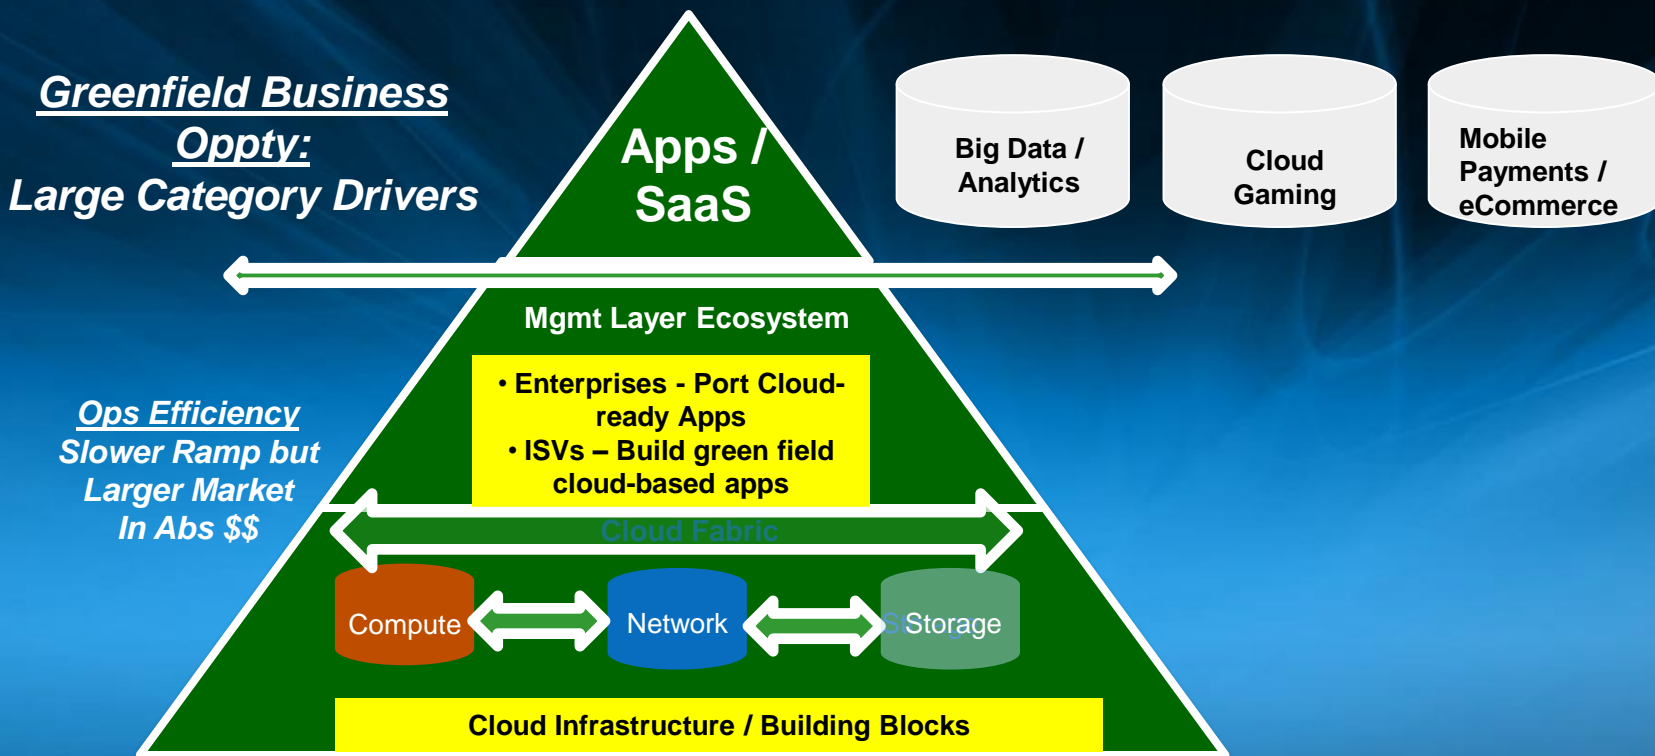 Greenfield Business
Oppty:
Large Category Drivers
Apps /
SaaS
Big Data /
Analytics
Cloud
Gaming
Mobile
Payments /
eCommerce
Mgmt Layer Ecosystem
• Enterprises - Port Cloud-
ready Apps
• ISVs – Build green field
cloud-based apps
Ops Efficiency
Slower Ramp but
Larger Market
In Abs $$
Cloud Fabric
Compute
Network
Storage
Cloud Infrastructure / Building Blocks